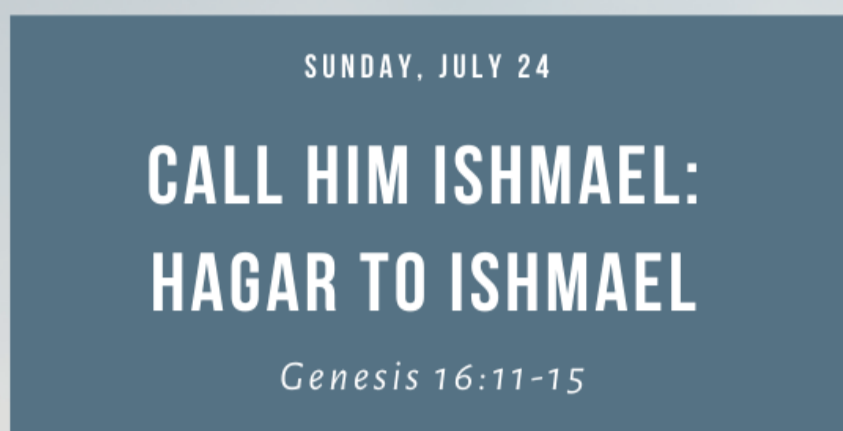 SUNDAY, JULY 24
CALL HIM ISHMAEL:
HAGAR TO ISHMAEL
Genesis 16:11-15